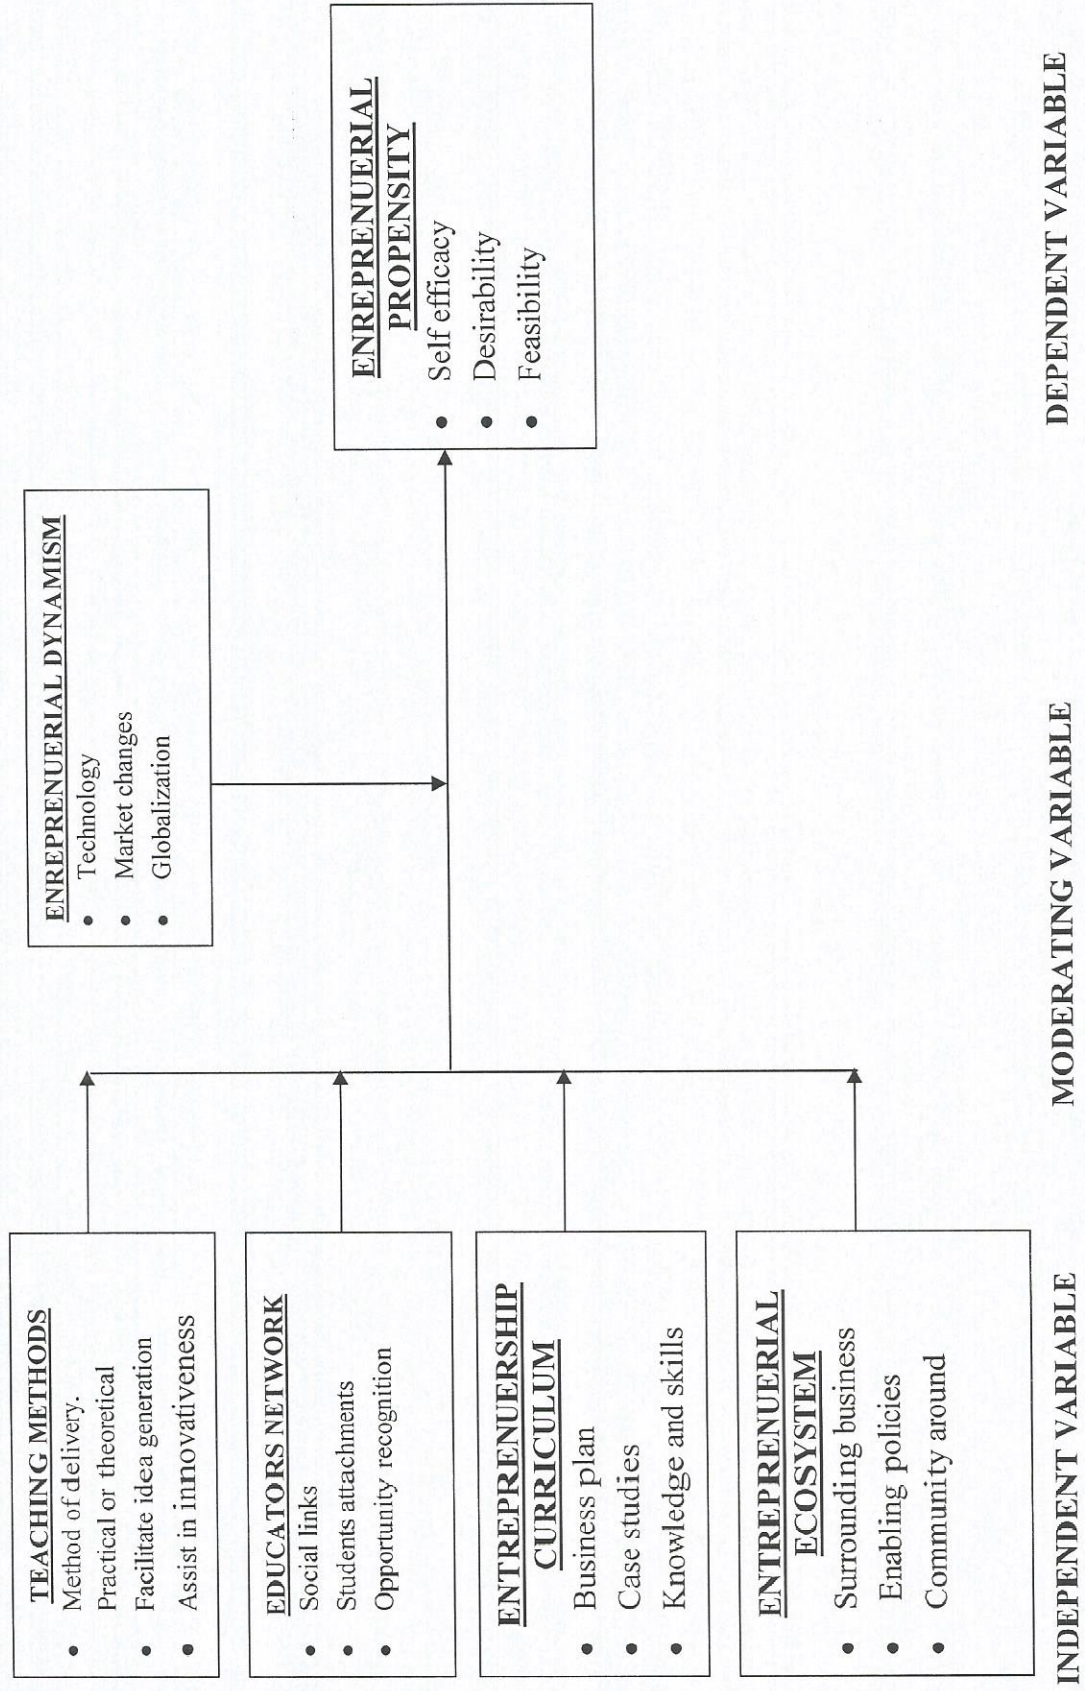 TEACHING METHODS
• Method of delivery.
Practical or theoretical
• Facilitate idea generation
• Assist in innovativeness
EDUCATORS NETWORK
• Social links
• Students attachments
• Opportunity recognition
ENTREPRENUERSHIP
CURRICULUM
• Business plan
• Case studies
• Knowledge and skills
ENTREPRENUERIAL
ECOSYSTEM
• Surrounding business
• Enabling policies
• Community around
INDEPENDENT VARIABLE
ENREPRENUERIAL DYNAMISM
• Technology
• Market changes
• Globalization
MODERATING VARIABLE
ENREPRENUERIAL
PROPENSITY
• Self efficacy
• Desirability
• Feasibility
DEPENDENT VARIABLE